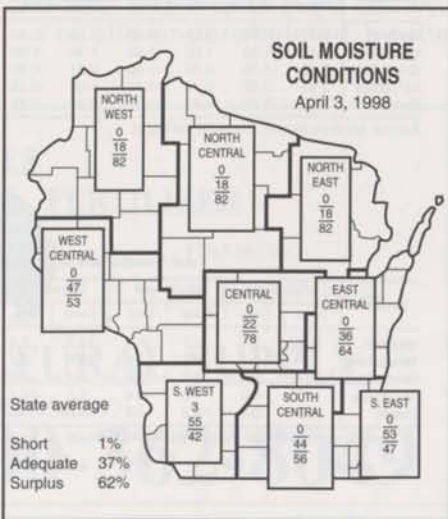 SOIL MOISTURE
CONDITIONS
April 3, 1998
NORTH
WEST
0
18
82
NORTH
CENTRAL
0
18
82
NORTH
EAST
0
18
82
WEST
CENTRAL
0
47
53
CENTRAL
0
22
78
EAST
CENTRAL
0
36
64
S. WEST
3
55
42
SOUTH
CENTRAL
0
44
56
S. EAST
0
53
47
State average
Short 1%
Adequate 37%
Surplus 62%